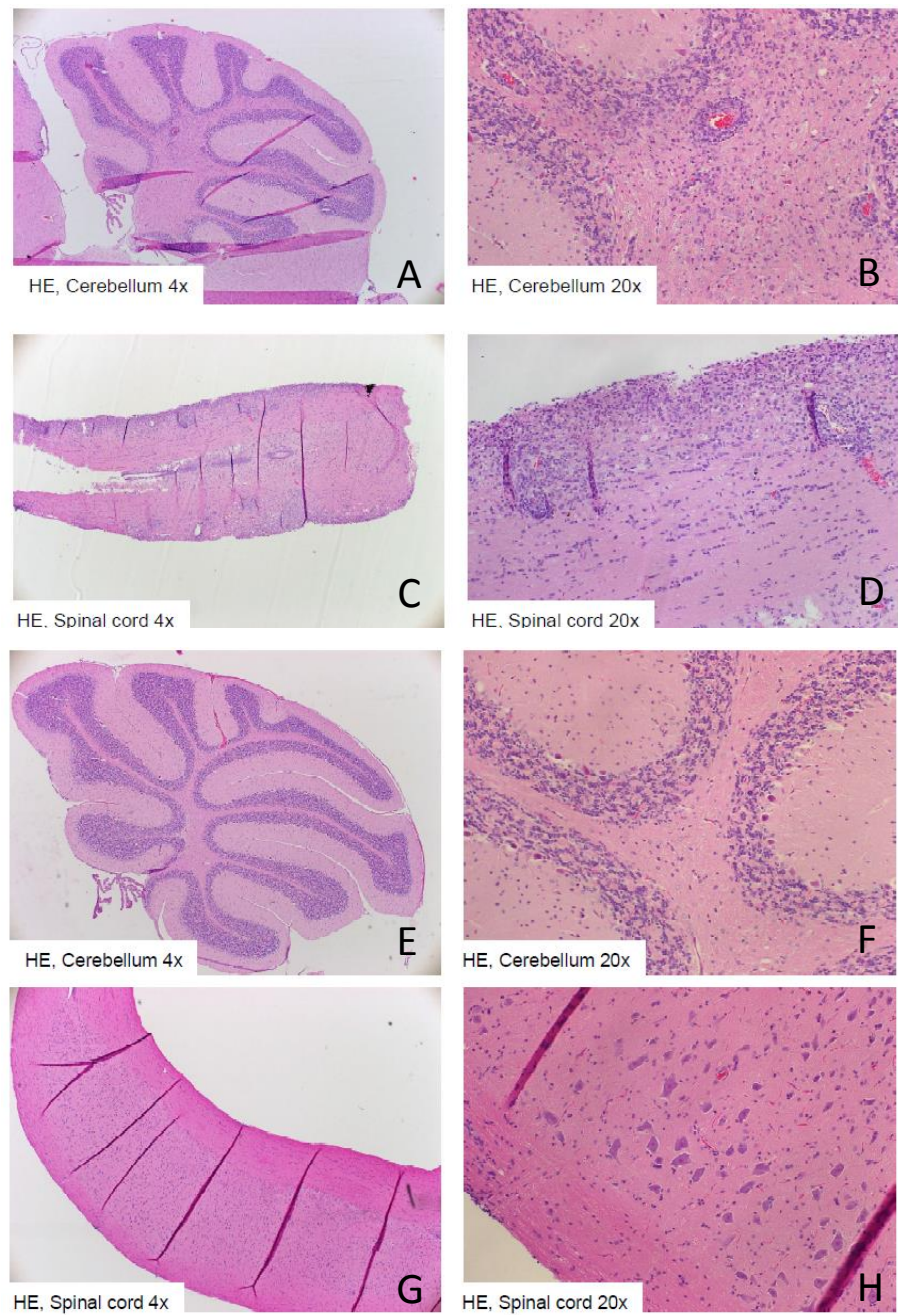 HE, Cerebellum 4x
A
HE, Cerebellum 20x
B
HE, Spinal cord 4x
C
HE, Spinal cord 20x
D
HE, Cerebellum 4x
E
HE, Cerebellum 20x
F
HE, Spinal cord 4x
G
HE, Spinal cord 20x
H